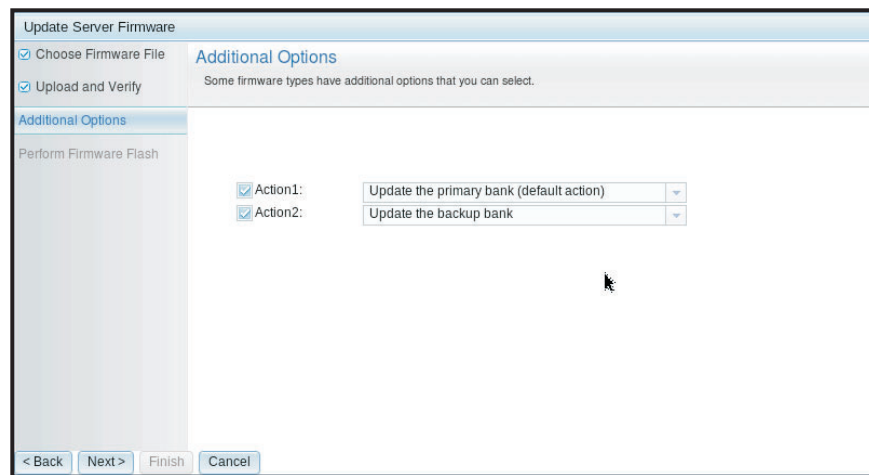 Update Server Firmware
Choose Firmware File
Upload and Verify
Additional Options
Perform Firmware Flash
Additional Options
Some firmware types have additional options that you can select.
Action1: Update the primary bank (default action)
Action2: Update the backup bank
< Back Next > Finish Cancel